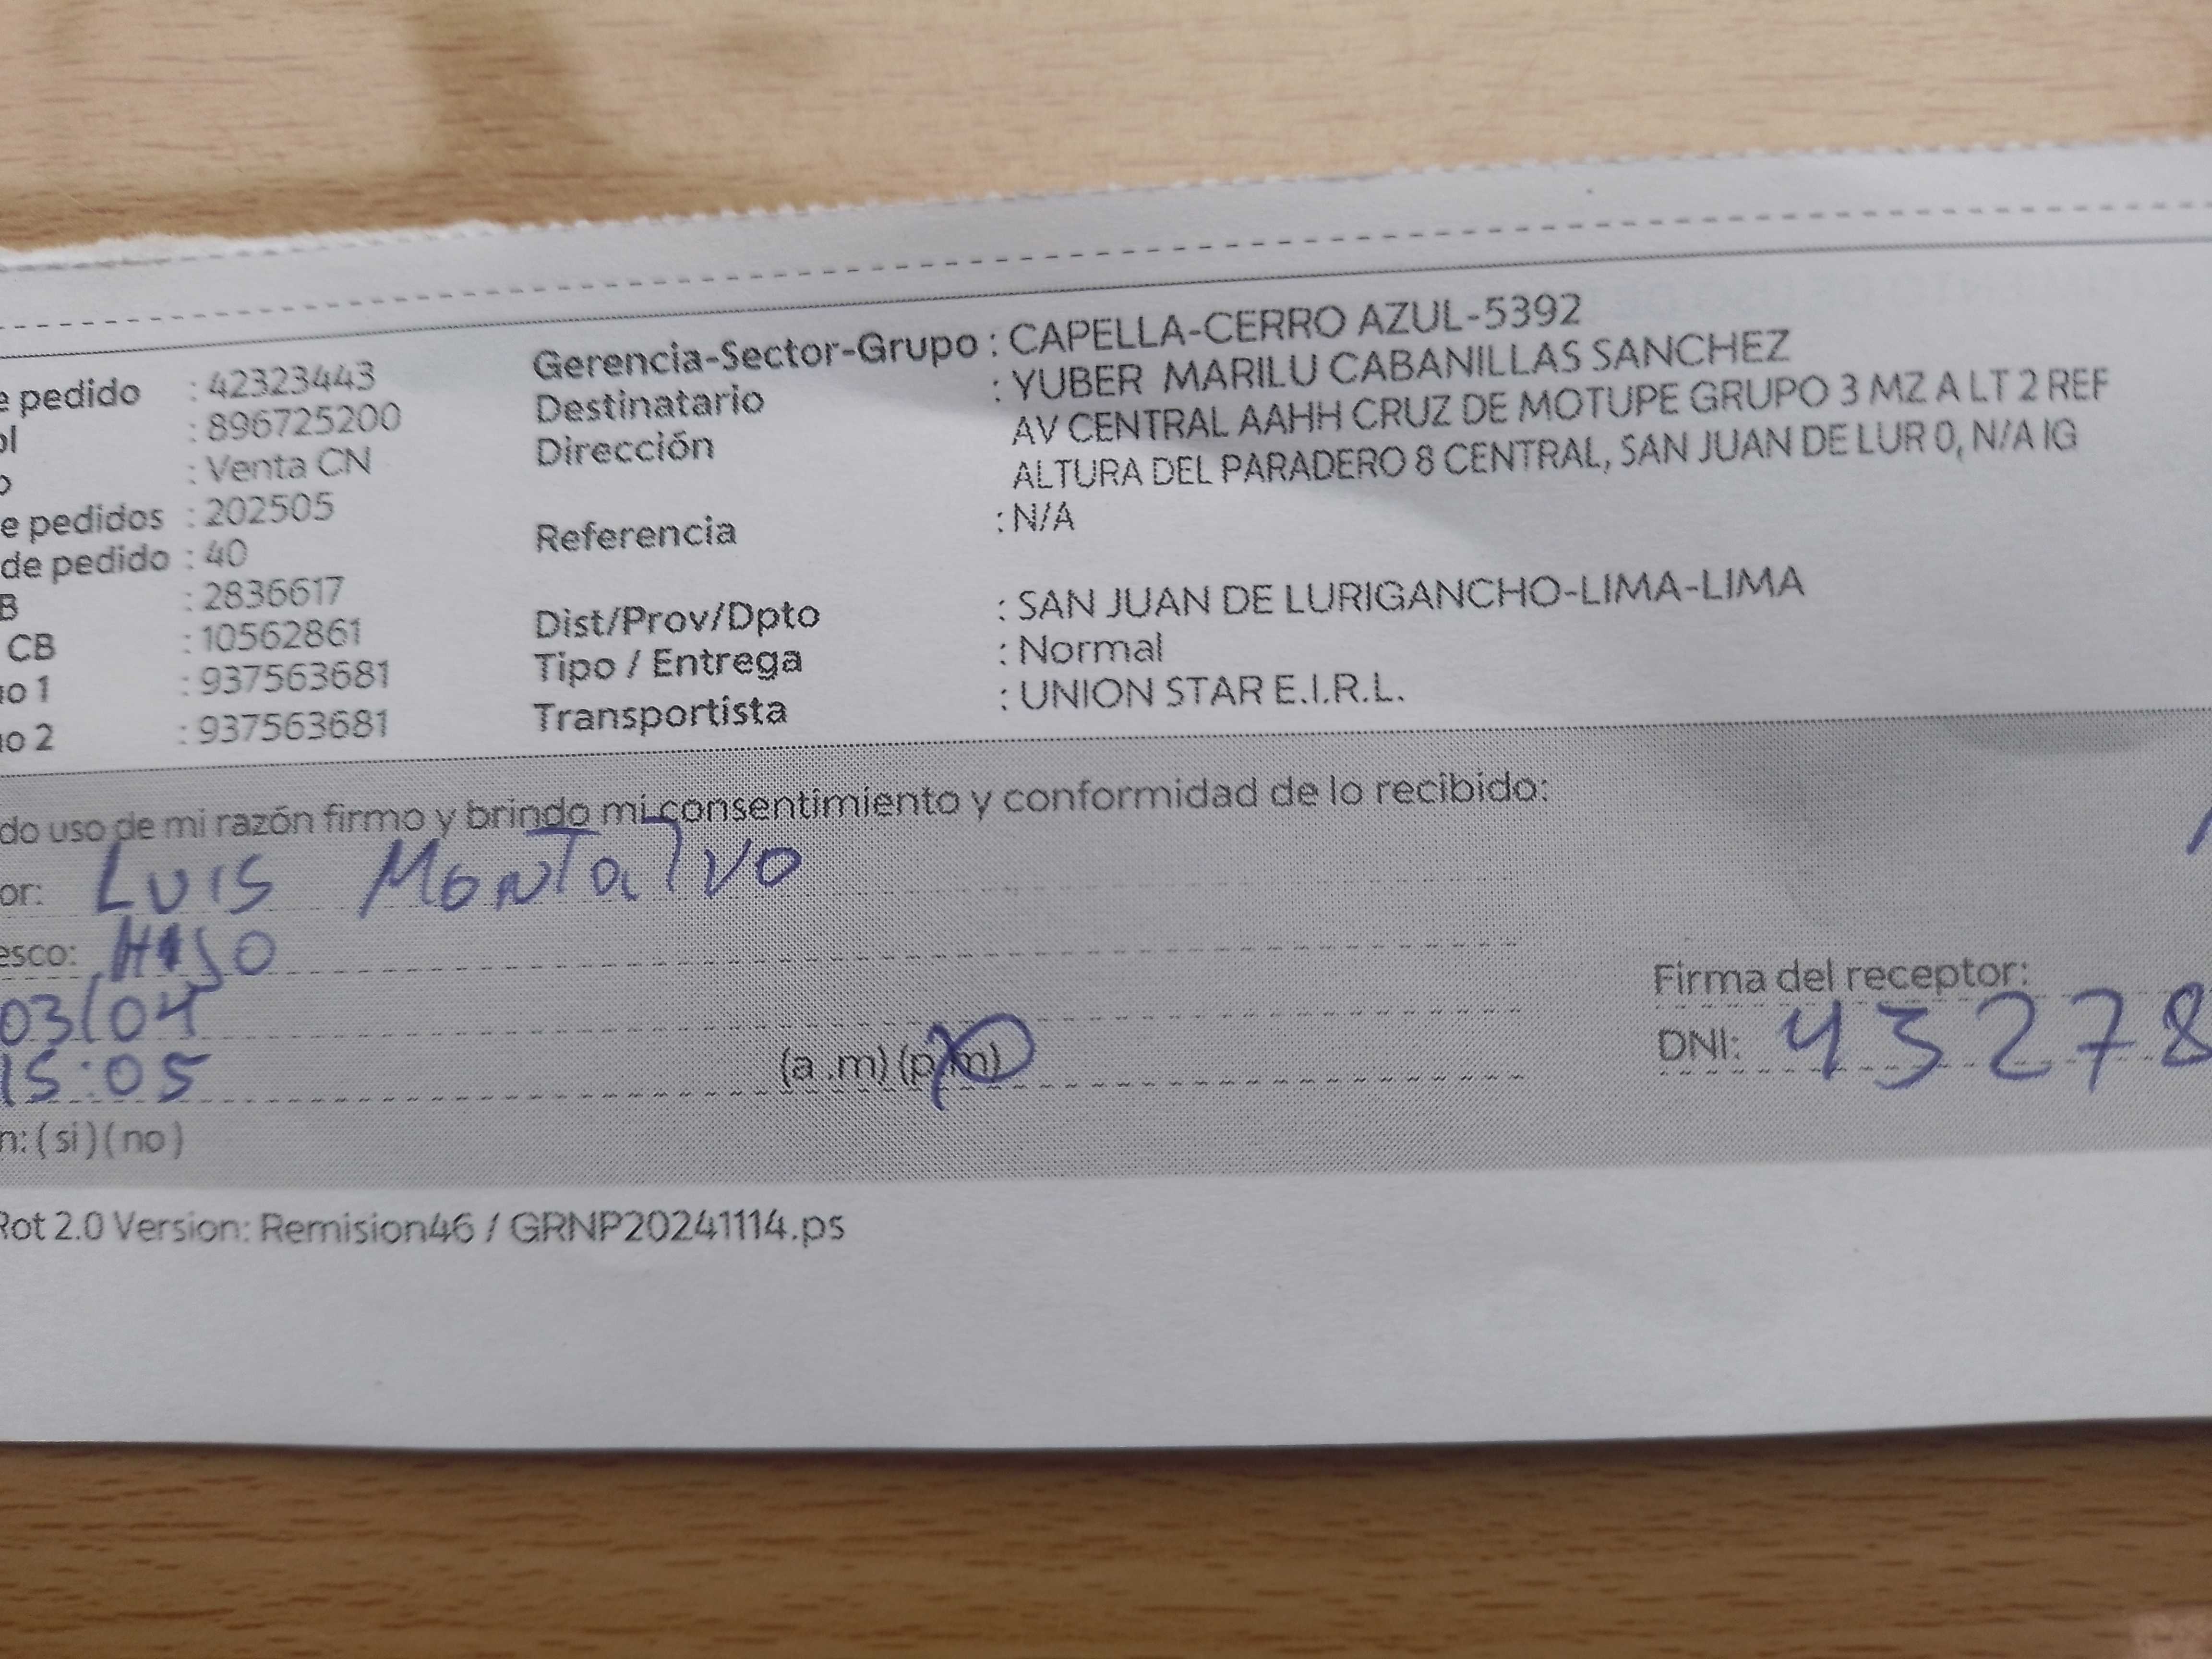 e pedido : 42323443
ol : 896725200
o : Venta CN
e pedidos : 202505
de pedido : 40
B : 2836617
CB : 10562861
no 1 : 937563681
no 2 : 937563681
Gerencia-Sector-Grupo : CAPELLA-CERRO AZUL-5392
Destinatario : YUBER MARILU CABANILLAS SANCHEZ
Dirección AV CENTRAL AAHH CRUZ DE MOTUPE GRUPO 3 MZ A LT 2 REF
ALTURA DEL PARADERO 8 CENTRAL, SAN JUAN DE LUR 0, N/A IG
Referencia : N/A
Dist/Prov/Dpto : SAN JUAN DE LURIGANCHO-LIMA-LIMA
Tipo / Entrega : Normal
Transportista : UNION STAR E.I.R.L.
do uso de mi razón firmo y brindo mi consentimiento y conformidad de lo recibido:
or: LUIS MONTalVO
esco: HIJO
03/04
15:05 (a .m) (p.m)
n: (si) (no)
Firma del receptor:
DNI: 43278
Rot 2.0 Version: Remision46 / GRNP20241114.ps